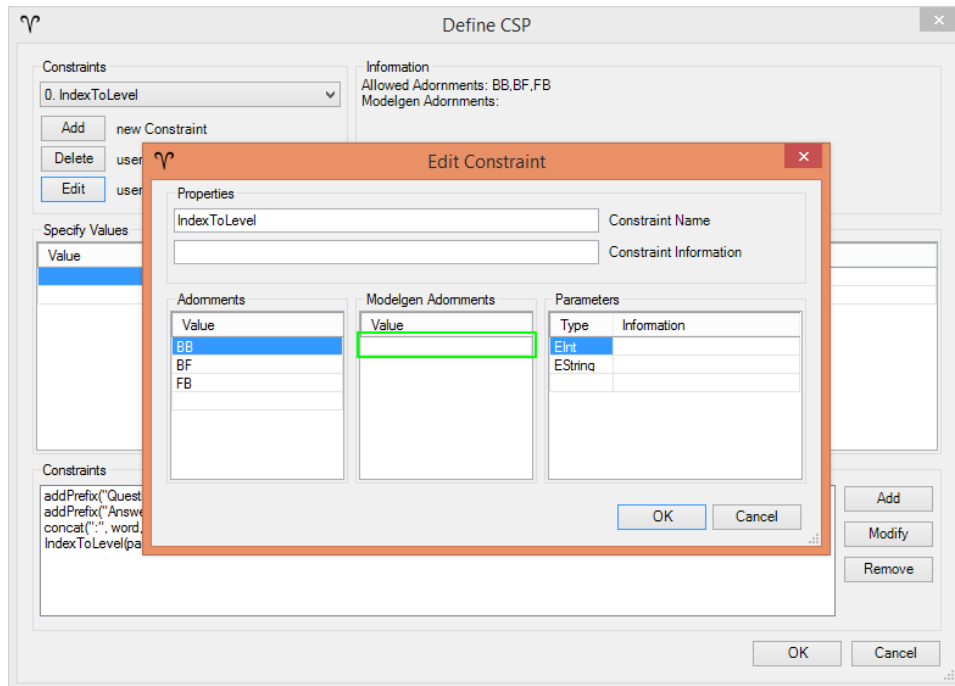 Define CSP
Constraints
0. IndexToLevel
Add new Constraint
Delete user
Edit user
Information
Allowed Adornments: BB,BF,FB
Modelgen Adornments:
Specify Values
Value
Edit Constraint
Properties
IndexToLevel Constraint Name
Constraint Information
Adornments
Value
BB
BF
FB
Modelgen Adornments
Value
Parameters
Type Information
EInt
EString
OK Cancel
Constraints
addPrefix("Quest
addPrefix("Answe
concat(":", word,
IndexToLevel(pa
Add
Modify
Remove
OK Cancel